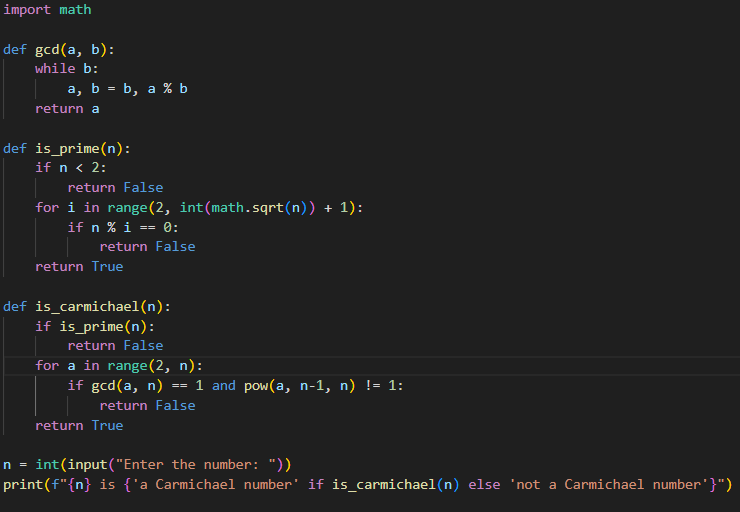 import math

def gcd(a, b):
    while b:
        a, b = b, a % b
    return a

def is_prime(n):
    if n < 2:
        return False
    for i in range(2, int(math.sqrt(n)) + 1):
        if n % i == 0:
            return False
    return True

def is_carmichael(n):
    if is_prime(n):
        return False
    for a in range(2, n):
        if gcd(a, n) == 1 and pow(a, n-1, n) != 1:
            return False
    return True

n = int(input("Enter the number: "))
print(f"{n} is {'a Carmichael number' if is_carmichael(n) else 'not a Carmichael number'}")